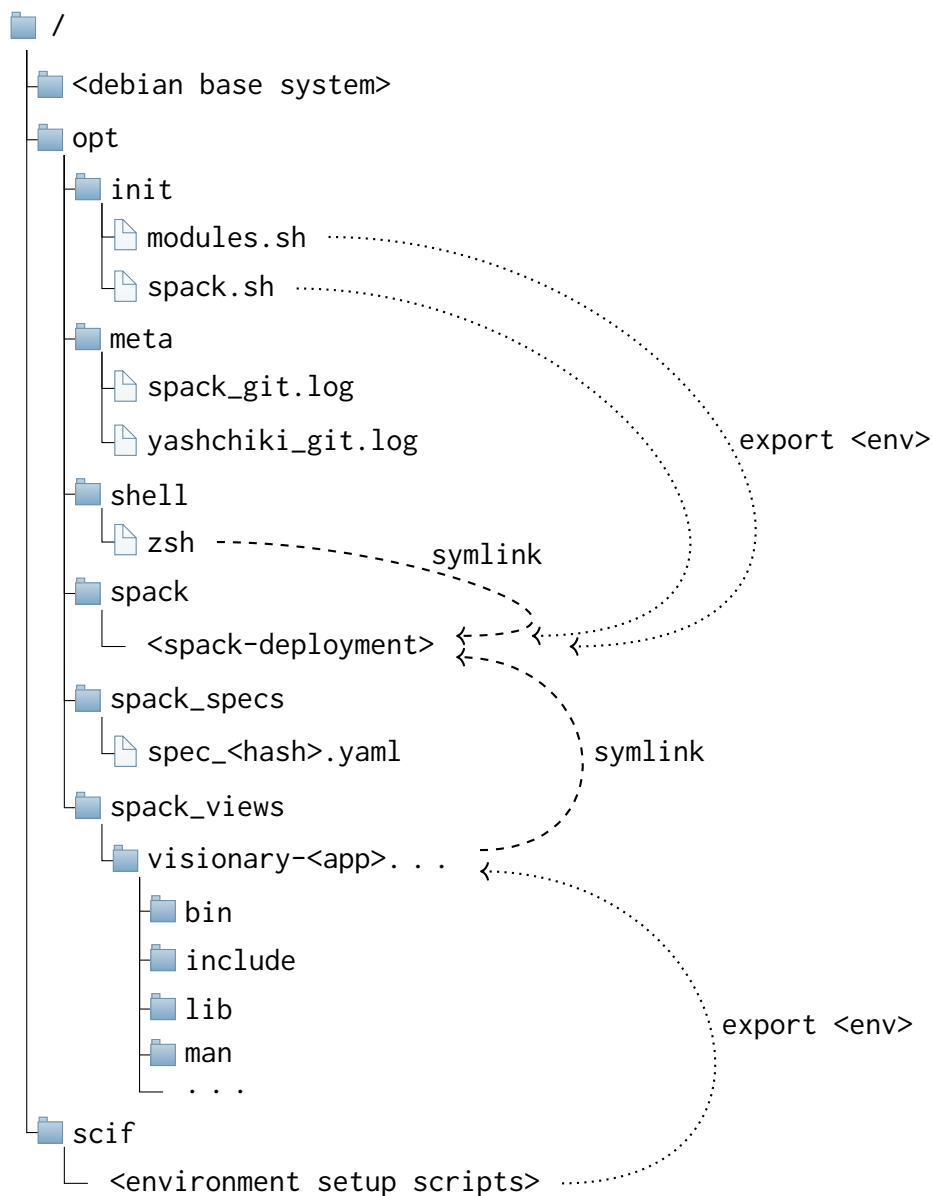 /
<debian base system>
opt
init
modules.sh
spack.sh
meta
spack_git.log
yashchiki_git.log
export <env>
shell
zsh
symlink
spack
<spack-deployment>
spack_specs
spec_<hash>.yaml
symlink
spack_views
visionary-<app>...
bin
include
lib
man
...
export <env>
scif
<environment setup scripts>